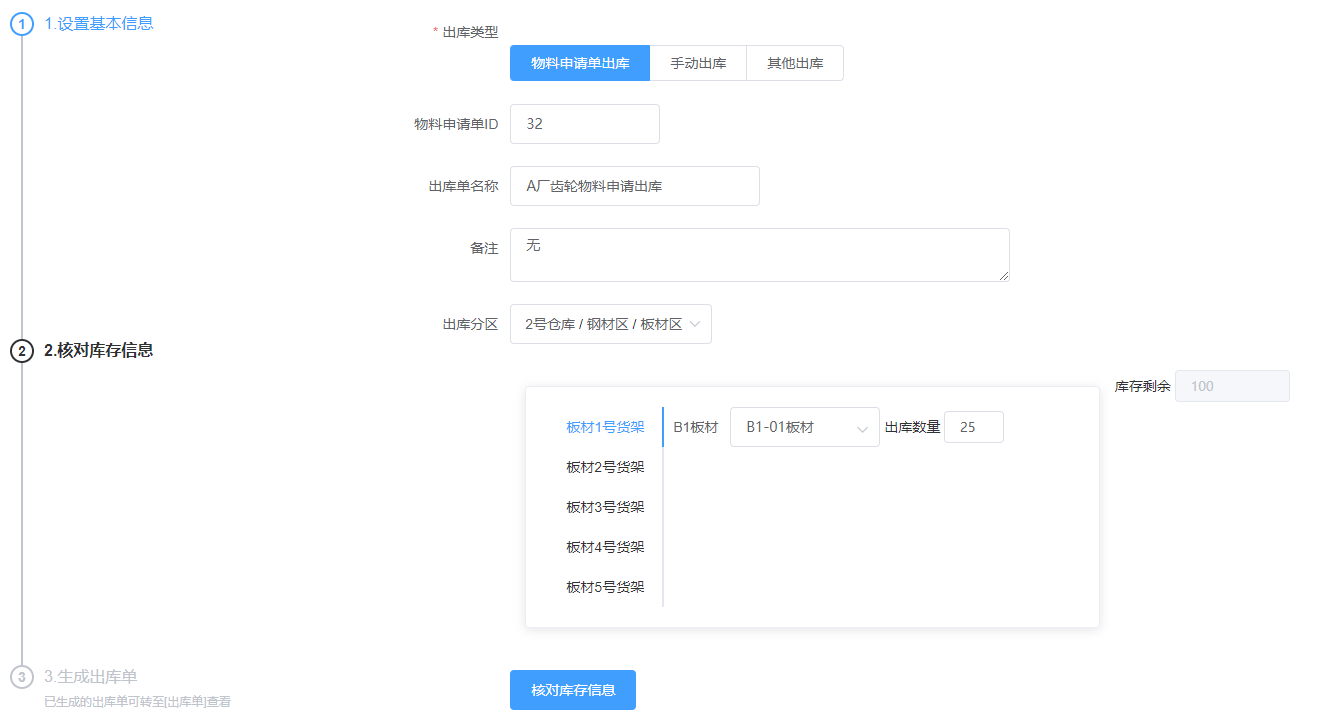 1 1.设置基本信息
* 出库类型
物料申请单出库 手动出库 其他出库
物料申请单ID 32
出库单名称 A厂齿轮物料申请出库
备注 无
出库分区 2号仓库 / 钢材区 / 板材区
2 2.核对库存信息
库存剩余 100
板材1号货架 B1板材 B1-01板材 出库数量 25
板材2号货架
板材3号货架
板材4号货架
板材5号货架
3 3.生成出库单
已生成的出库单可转至[出库单]查看
核对库存信息